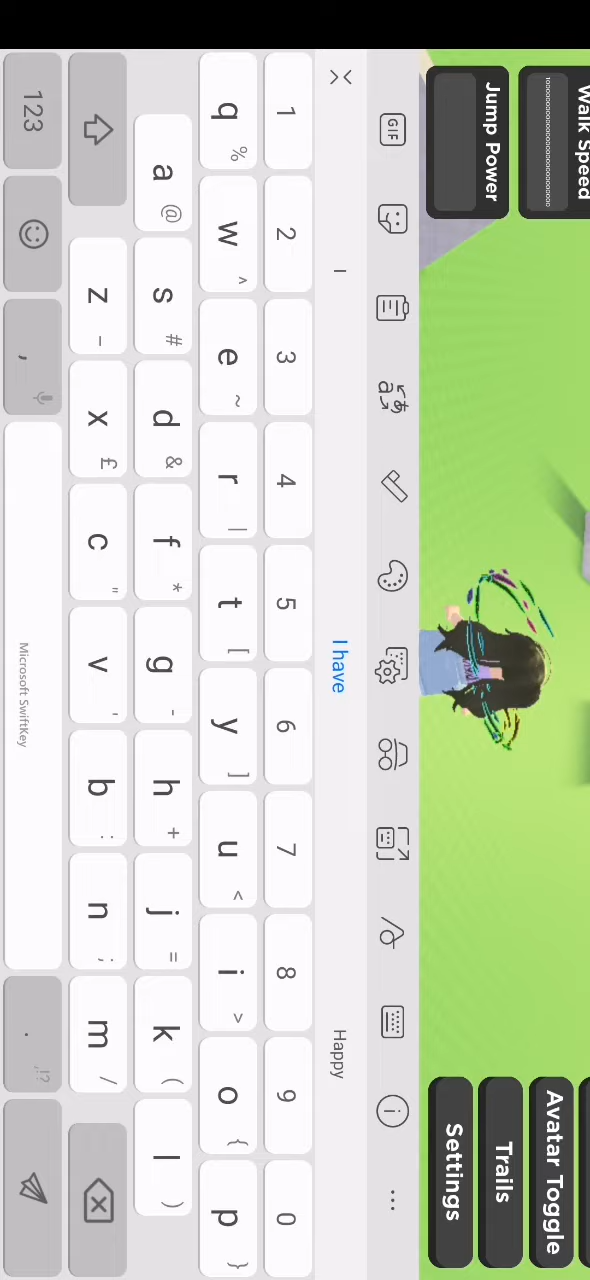 Walk Speed
Jump Power
Avatar Toggle
Trails
Settings
GIF
I
I have
Happy
1 2 3 4 5 6 7 8 9 0
q % w ^ e ~ r | t [ y ] u < i > o { p }
a @ s # d & f * g - h + j = k ( l )
z _ x £ c " v ' b : n ; m /
123 , Microsoft SwiftKey . ,!?